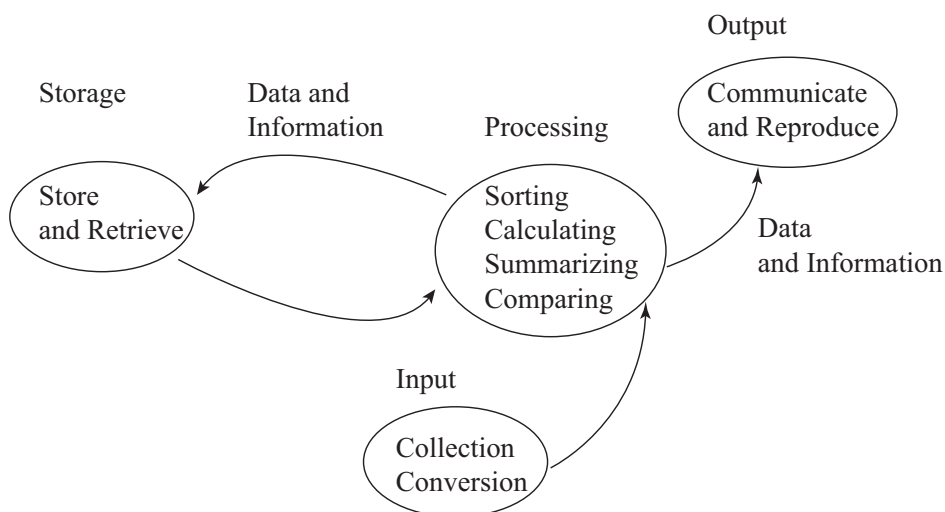 Output
Storage
Data and
Information
Processing
Communicate
and Reproduce
Store
and Retrieve
Sorting
Calculating
Summarizing
Comparing
Data
and Information
Input
Collection
Conversion